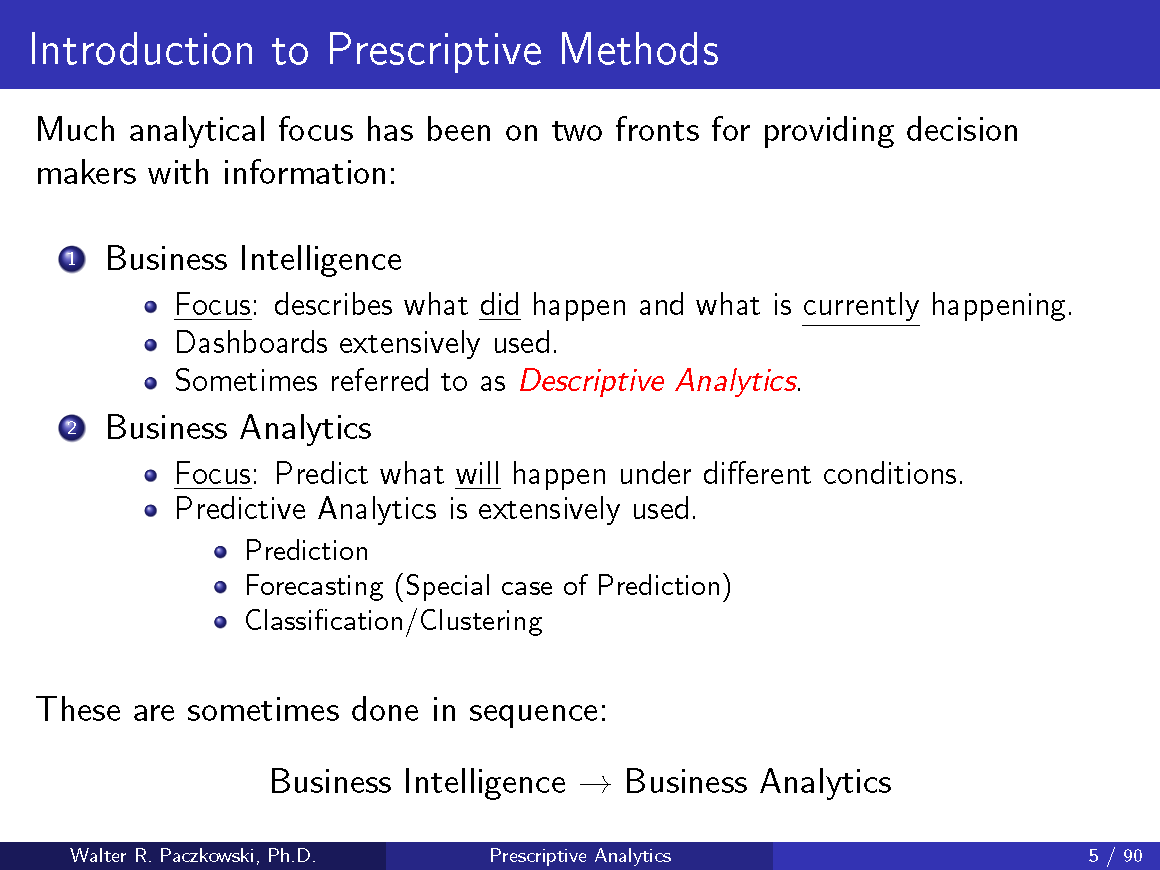 Introduction to Prescriptive Methods
Much analytical focus has been on two fronts for providing decision
makers with information:
1 Business Intelligence
Focus: describes what did happen and what is currently happening.
Dashboards extensively used.
Sometimes referred to as Descriptive Analytics.
2 Business Analytics
Focus: Predict what will happen under different conditions.
Predictive Analytics is extensively used.
Prediction
Forecasting (Special case of Prediction)
Classification/Clustering
These are sometimes done in sequence:
Business Intelligence → Business Analytics
Walter R. Paczkowski, Ph.D. Prescriptive Analytics 5 / 90